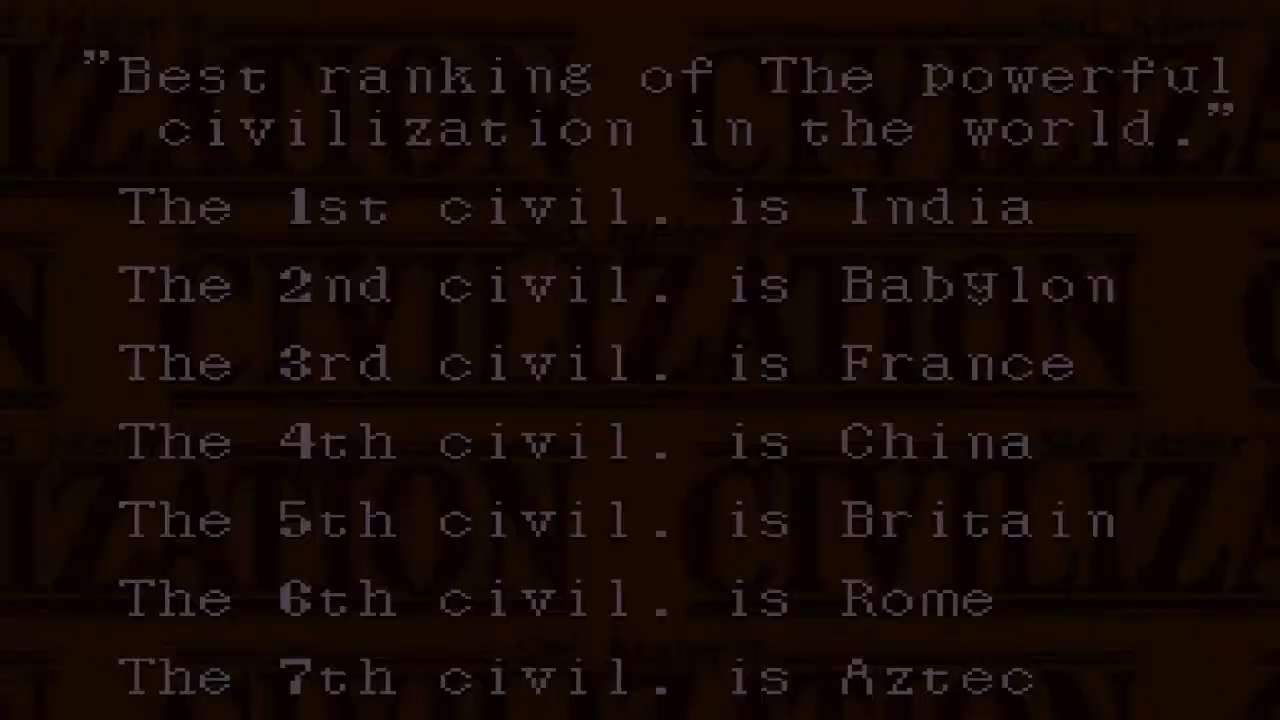 "Best ranking of The powerful
civilization in the world."
The 1st civil. is India
The 2nd civil. is Babylon
The 3rd civil. is France
The 4th civil. is China
The 5th civil. is Britain
The 6th civil. is Rome
The 7th civil. is Aztec
CIVILIZATION